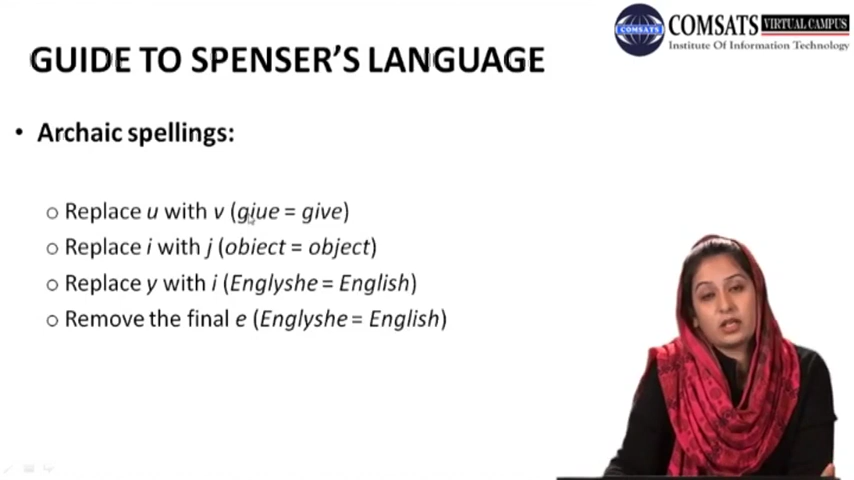 COMSATS
COMSATS VIRTUAL CAMPUS
Institute Of Information Technology
GUIDE TO SPENSER'S LANGUAGE
• Archaic spellings:
o Replace u with v (giue = give)
o Replace i with j (obiect = object)
o Replace y with i (Englyshe = English)
o Remove the final e (Englyshe = English)